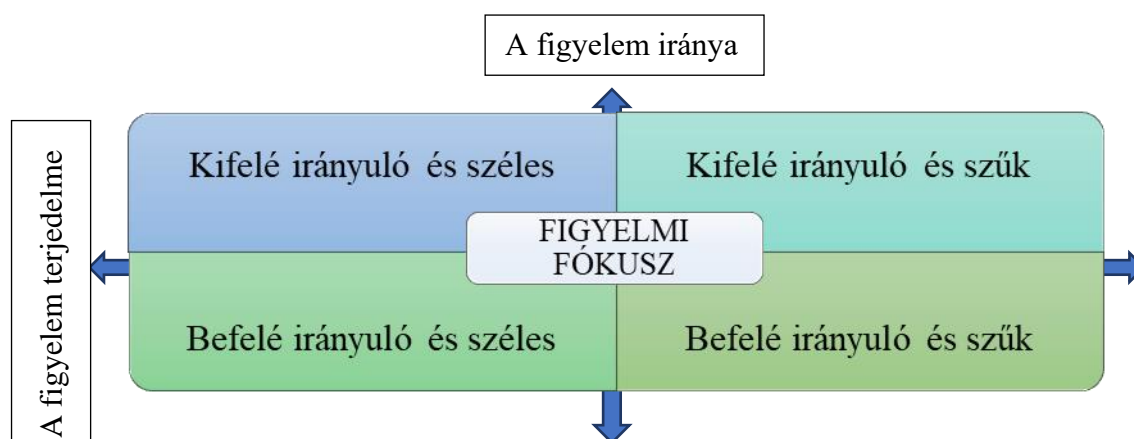 A figyelem iránya
A figyelem terjedelme
Kifelé irányuló és széles
Kifelé irányuló és szűk
FIGYELMI
FÓKUSZ
Befelé irányuló és széles
Befelé irányuló és szűk